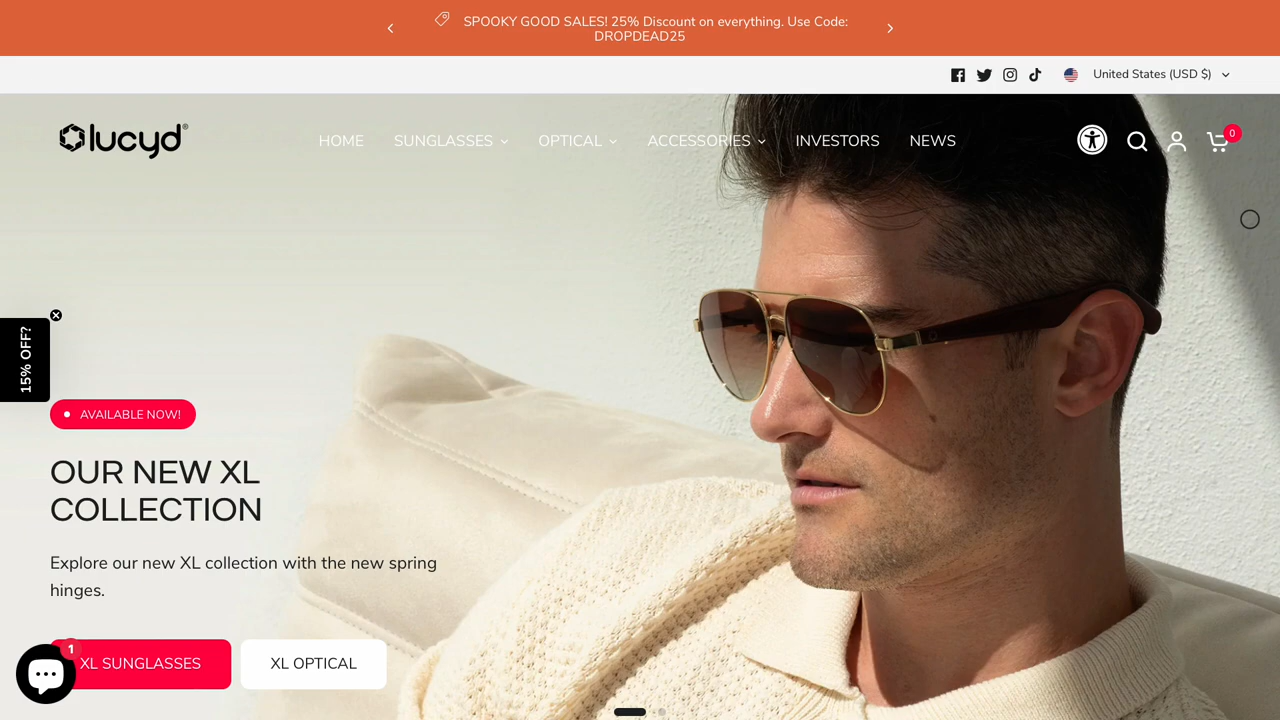 SPOOKY GOOD SALES! 25% Discount on everything. Use Code:
DROPDEAD25
United States (USD $)
lucyd®
HOME
SUNGLASSES
OPTICAL
ACCESSORIES
INVESTORS
NEWS
0
15% OFF?
AVAILABLE NOW!
OUR NEW XL
COLLECTION
Explore our new XL collection with the new spring
hinges.
XL SUNGLASSES
XL OPTICAL
1